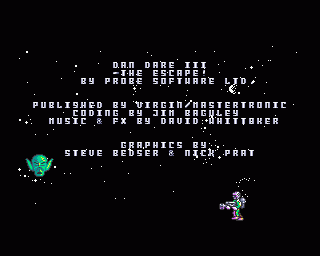 DAN DARE III
-THE ESCAPE!
BY PROBE SOFTWARE LTD
PUBLISHED BY VIRGIN/MASTERTRONIC
CODING BY JIM BAGULEY
MUSIC & FX BY DAVID WHITTAKER
GRAPHICS BY
STEVE BEDSER & NICK PRAT